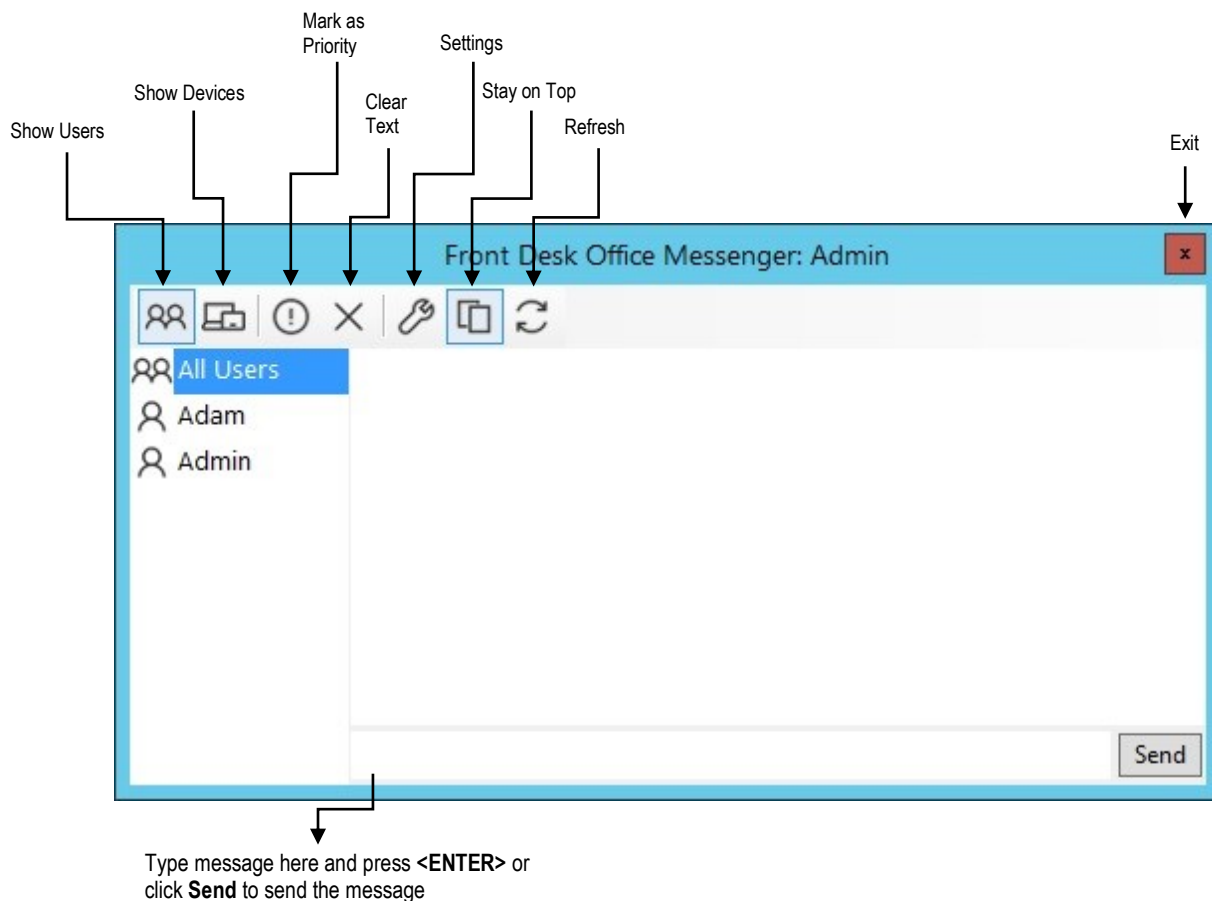 Mark as
Priority
Settings
Show Devices
Clear
Text
Stay on Top
Show Users
Refresh
Exit
Front Desk Office Messenger: Admin
x
All Users
Adam
Admin
Send
Type message here and press <ENTER> or
click Send to send the message